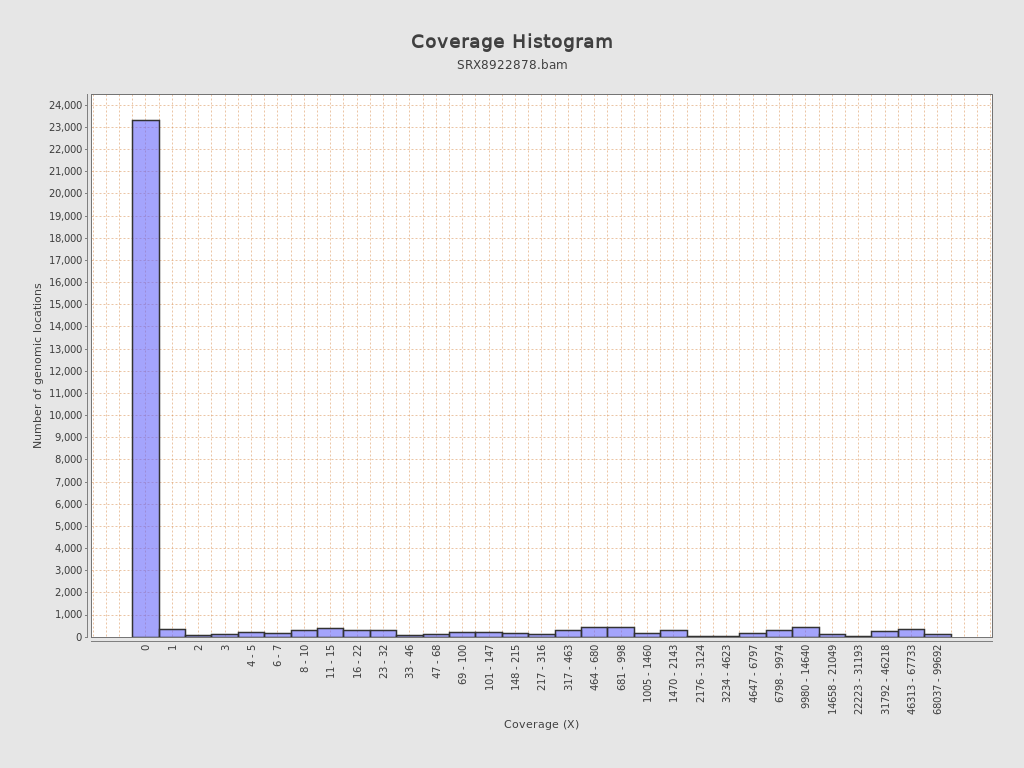 Coverage Histogram
SRX8922878.bam
Number of genomic locations
24,000
23,000
22,000
21,000
20,000
19,000
18,000
17,000
16,000
15,000
14,000
13,000
12,000
11,000
10,000
9,000
8,000
7,000
6,000
5,000
4,000
3,000
2,000
1,000
0
0
1
2
3
4 - 5
6 - 7
8 - 10
11 - 15
16 - 22
23 - 32
33 - 46
47 - 68
69 - 100
101 - 147
148 - 215
217 - 316
317 - 463
464 - 680
681 - 998
1005 - 1460
1470 - 2143
2176 - 3124
3234 - 4623
4647 - 6797
6798 - 9974
9980 - 14640
14658 - 21049
22223 - 31193
31792 - 46218
46313 - 67733
68037 - 99692
Coverage (X)